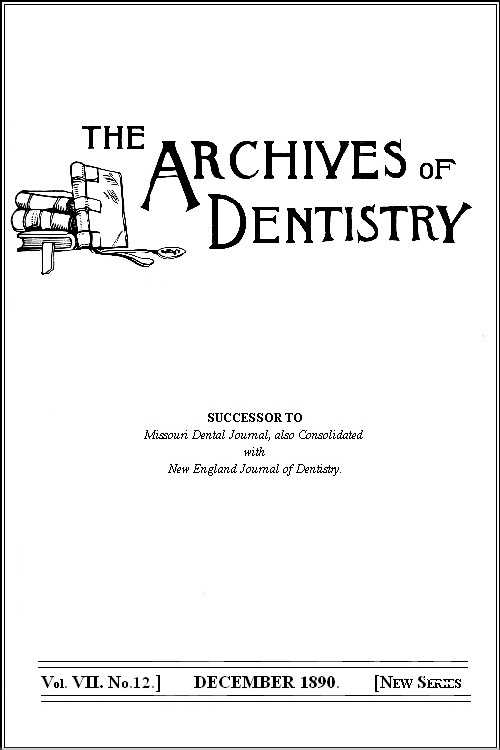 THE
ARCHIVES OF
DENTISTRY
SUCCESSOR TO
Missouri Dental Journal, also Consolidated
with
New England Journal of Dentistry.
Vol. VII. No.12.] DECEMBER 1890. [NEW SERIES